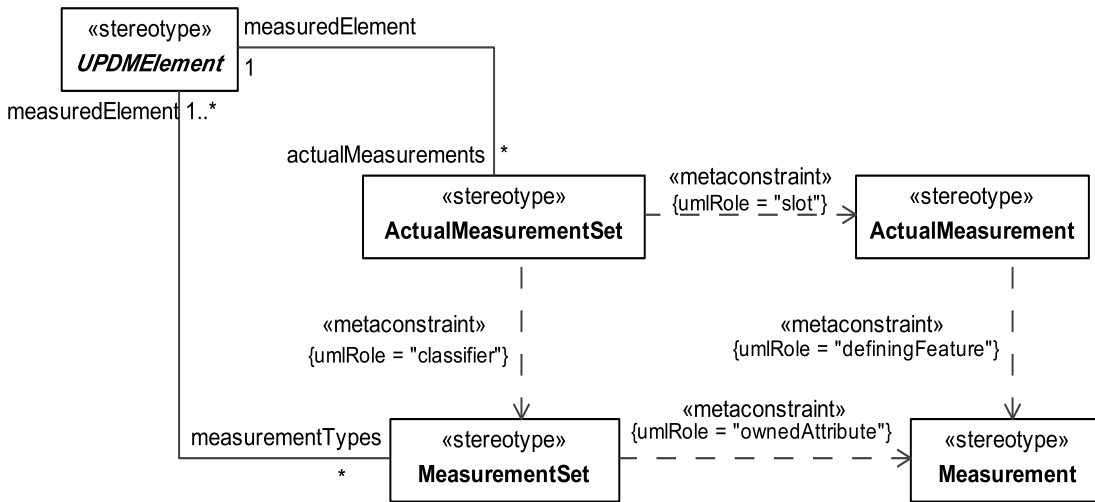 «stereotype»
UPDMElement
measuredElement
1
measuredElement 1..*
actualMeasurements *
«stereotype»
ActualMeasurementSet
«metaconstraint»
{umlRole = "slot"}
«stereotype»
ActualMeasurement
«metaconstraint»
{umlRole = "classifier"}
«metaconstraint»
{umlRole = "definingFeature"}
measurementTypes
*
«stereotype»
MeasurementSet
«metaconstraint»
{umlRole = "ownedAttribute"}
«stereotype»
Measurement